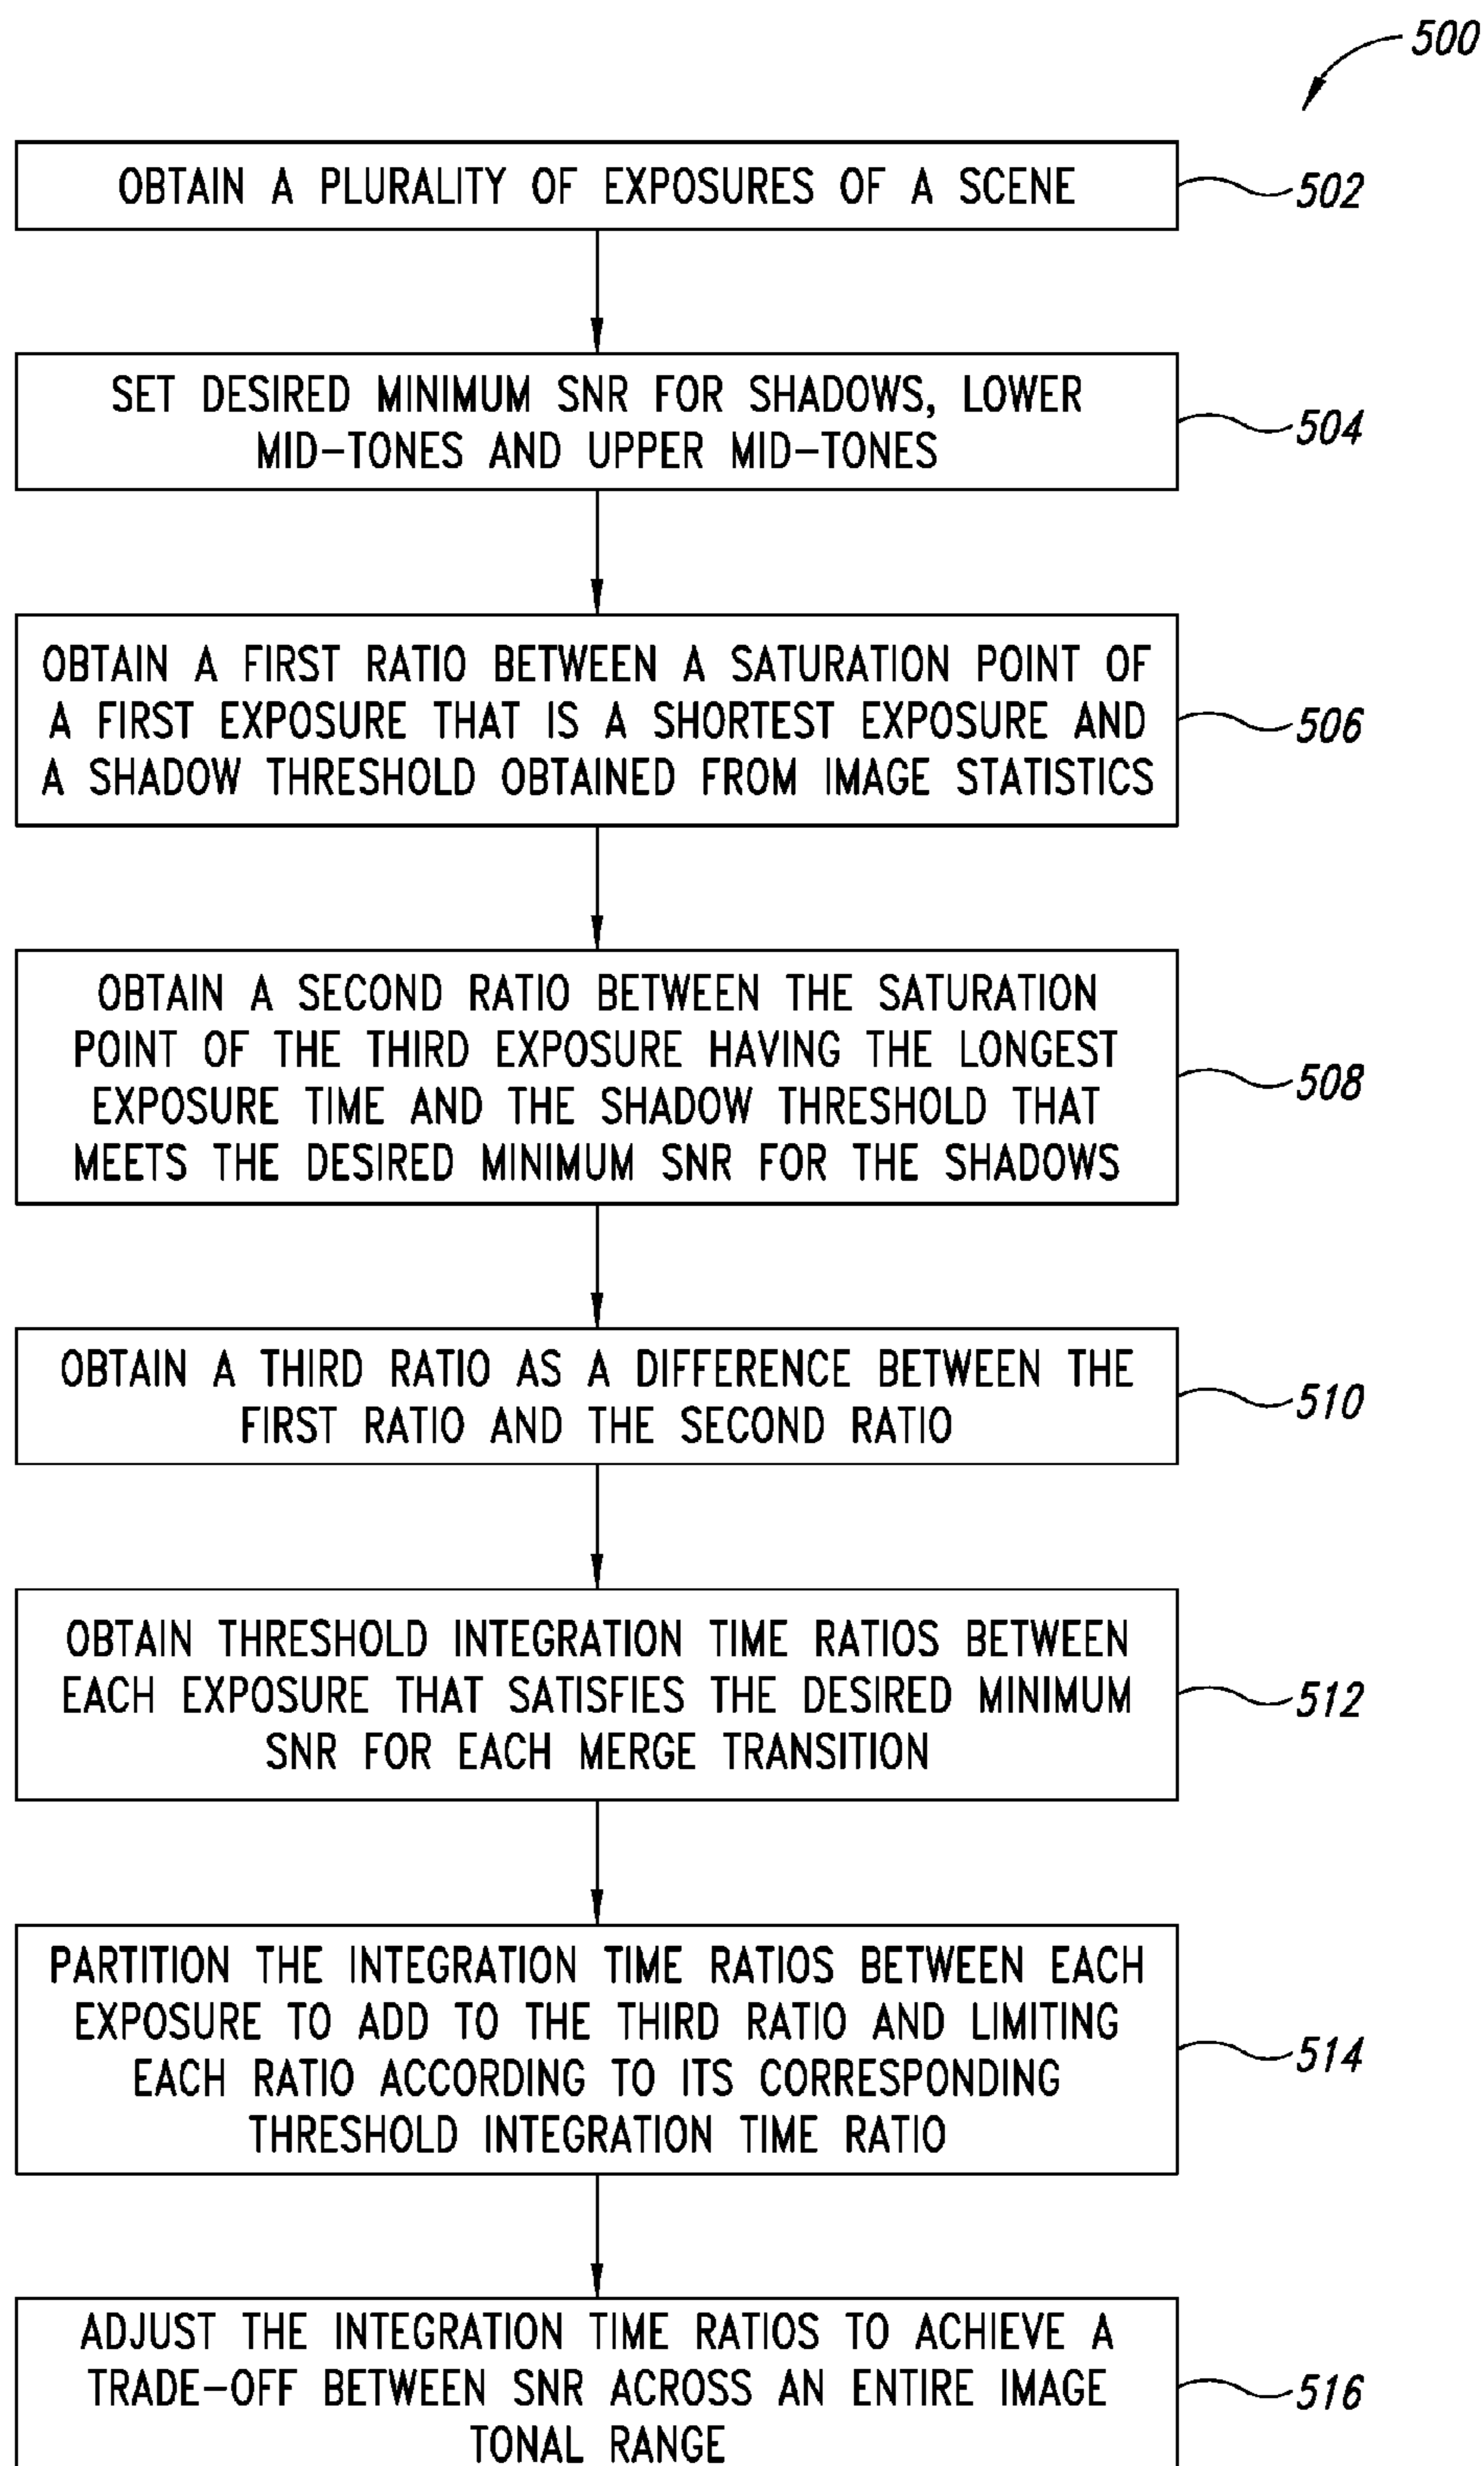 500
OBTAIN A PLURALITY OF EXPOSURES OF A SCENE
502
SET DESIRED MINIMUM SNR FOR SHADOWS, LOWER
MID-TONES AND UPPER MID-TONES
504
OBTAIN A FIRST RATIO BETWEEN A SATURATION POINT OF
A FIRST EXPOSURE THAT IS A SHORTEST EXPOSURE AND
A SHADOW THRESHOLD OBTAINED FROM IMAGE STATISTICS
506
OBTAIN A SECOND RATIO BETWEEN THE SATURATION
POINT OF THE THIRD EXPOSURE HAVING THE LONGEST
EXPOSURE TIME AND THE SHADOW THRESHOLD THAT
MEETS THE DESIRED MINIMUM SNR FOR THE SHADOWS
508
OBTAIN A THIRD RATIO AS A DIFFERENCE BETWEEN THE
FIRST RATIO AND THE SECOND RATIO
510
OBTAIN THRESHOLD INTEGRATION TIME RATIOS BETWEEN
EACH EXPOSURE THAT SATISFIES THE DESIRED MINIMUM
SNR FOR EACH MERGE TRANSITION
512
PARTITION THE INTEGRATION TIME RATIOS BETWEEN EACH
EXPOSURE TO ADD TO THE THIRD RATIO AND LIMITING
EACH RATIO ACCORDING TO ITS CORRESPONDING
THRESHOLD INTEGRATION TIME RATIO
514
ADJUST THE INTEGRATION TIME RATIOS TO ACHIEVE A
TRADE-OFF BETWEEN SNR ACROSS AN ENTIRE IMAGE
TONAL RANGE
516